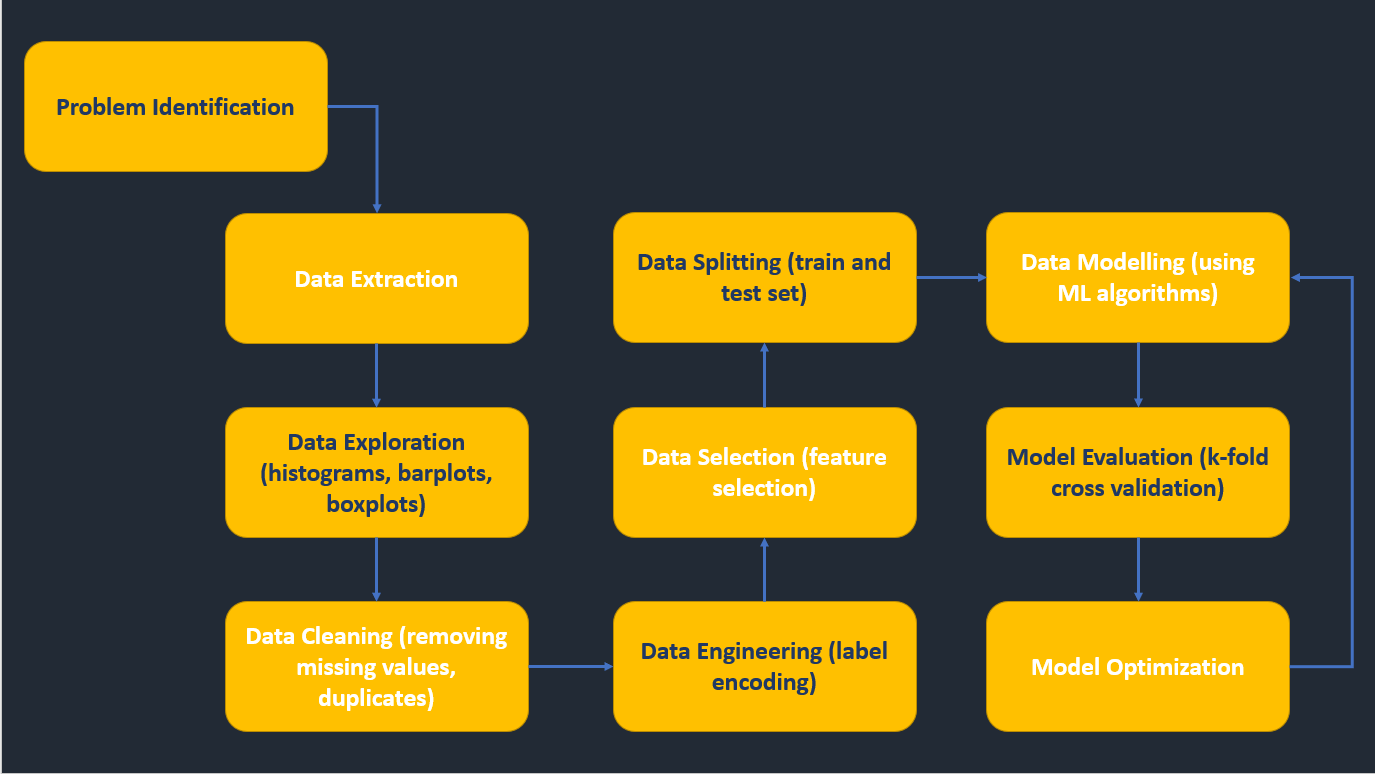 Problem Identification
Data Extraction
Data Exploration
(histograms, barplots,
boxplots)
Data Cleaning (removing
missing values,
duplicates)
Data Engineering (label
encoding)
Data Selection (feature
selection)
Data Splitting (train and
test set)
Data Modelling (using
ML algorithms)
Model Evaluation (k-fold
cross validation)
Model Optimization